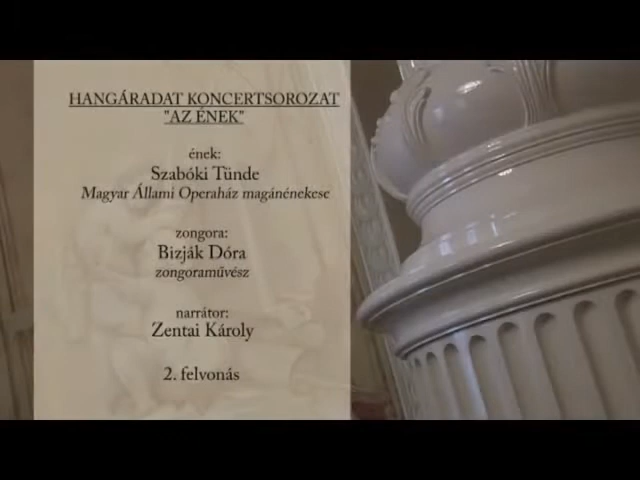 HANGÁRADAT KONCERTSOROZAT
"AZ ÉNEK"
ének:
Szabóki Tünde
Magyar Állami Operaház magánénekese
zongora:
Bizják Dóra
zongoraművész
narrátor:
Zentai Károly
2. felvonás